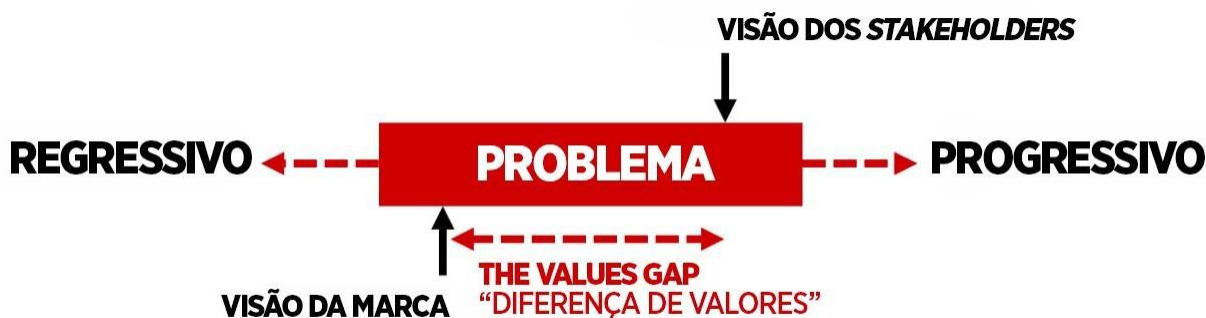 VISÃO DOS STAKEHOLDERS
REGRESSIVO
PROBLEMA
PROGRESSIVO
THE VALUES GAP
VISÃO DA MARCA
“DIFERENÇA DE VALORES”